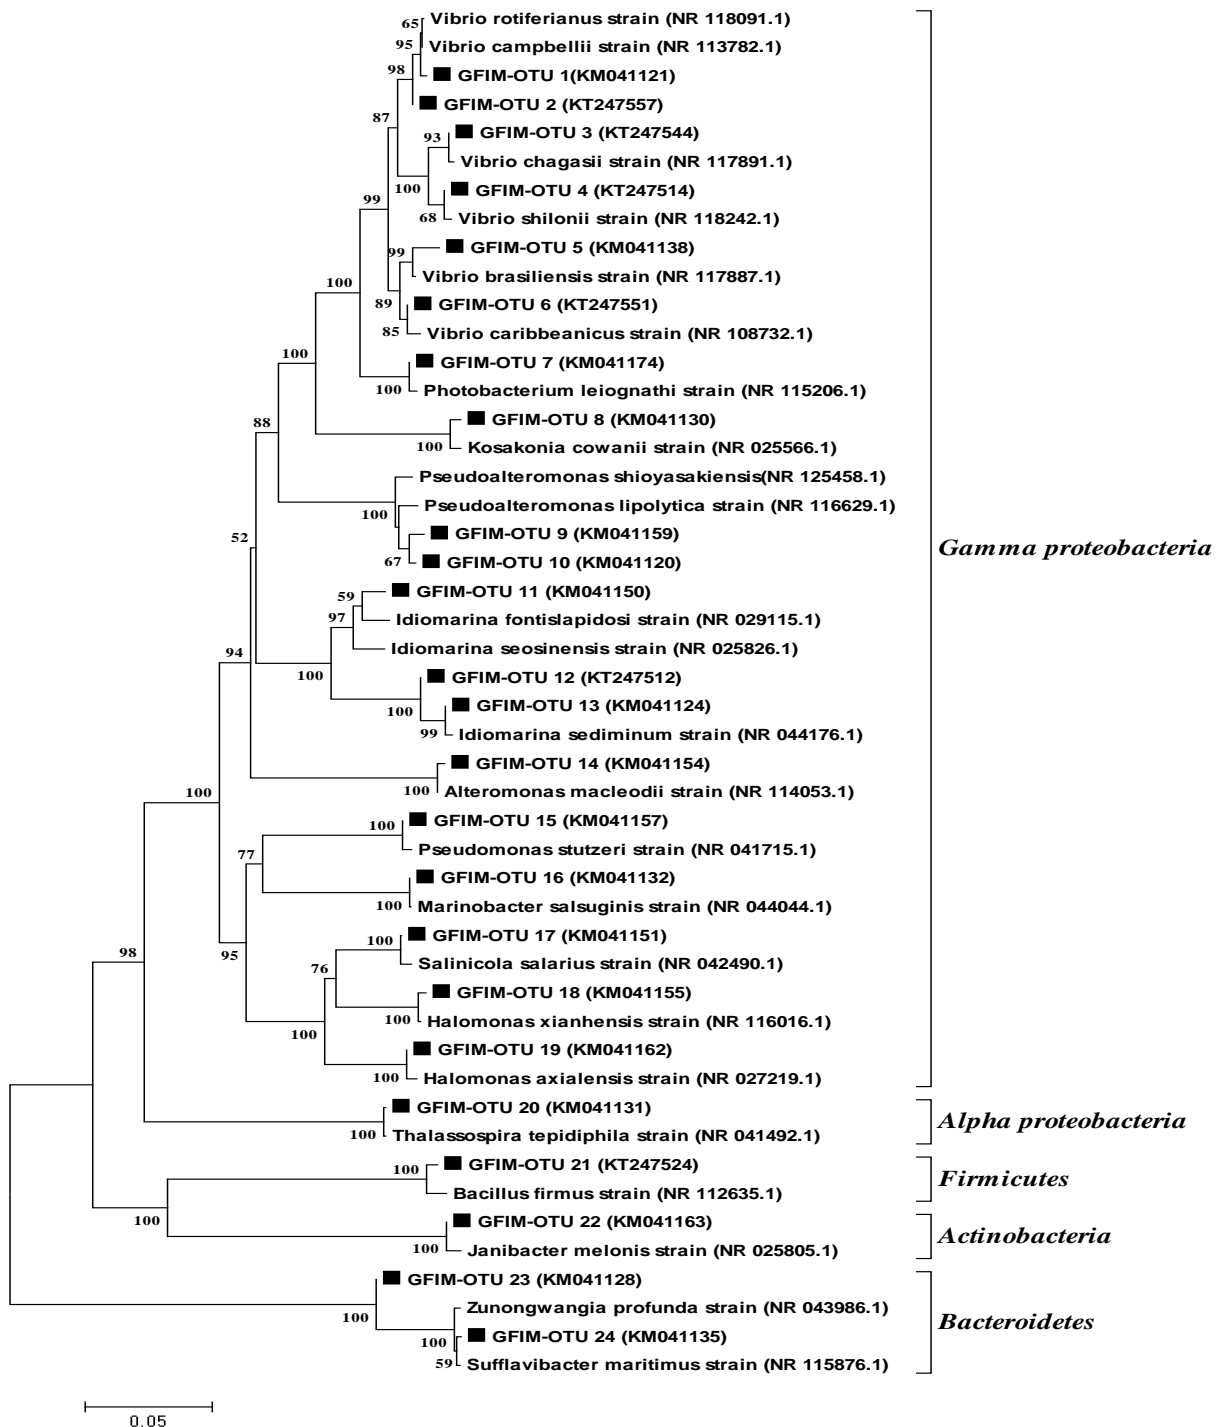 65
Vibrio rotiferianus strain (NR 118091.1)
95
Vibrio campbellii strain (NR 113782.1)
98
GFIM-OTU 1(KM041121)
GFIM-OTU 2 (KT247557)
87
GFIM-OTU 3 (KT247544)
93
Vibrio chagasii strain (NR 117891.1)
100
GFIM-OTU 4 (KT247514)
99
68
Vibrio shilonii strain (NR 118242.1)
GFIM-OTU 5 (KM041138)
99
Vibrio brasiliensis strain (NR 117887.1)
100
89
GFIM-OTU 6 (KT247551)
85
Vibrio caribbeanicus strain (NR 108732.1)
100
GFIM-OTU 7 (KM041174)
100
Photobacterium leiognathi strain (NR 115206.1)
88
GFIM-OTU 8 (KM041130)
100
Kosakonia cowanii strain (NR 025566.1)
Pseudoalteromonas shioyasakiensis(NR 125458.1)
100
Pseudoalteromonas lipolytica strain (NR 116629.1)
52
GFIM-OTU 9 (KM041159)
Gamma proteobacteria
67
GFIM-OTU 10 (KM041120)
59
GFIM-OTU 11 (KM041150)
97
Idiomarina fontislapidosi strain (NR 029115.1)
94
Idiomarina seosinensis strain (NR 025826.1)
100
GFIM-OTU 12 (KT247512)
100
GFIM-OTU 13 (KM041124)
99
Idiomarina sediminum strain (NR 044176.1)
GFIM-OTU 14 (KM041154)
100
100
Alteromonas macleodii strain (NR 114053.1)
100
GFIM-OTU 15 (KM041157)
77
Pseudomonas stutzeri strain (NR 041715.1)
GFIM-OTU 16 (KM041132)
100
Marinobacter salsuginis strain (NR 044044.1)
98
95
100
GFIM-OTU 17 (KM041151)
76
Salinicola salarius strain (NR 042490.1)
GFIM-OTU 18 (KM041155)
100
100
Halomonas xianhensis strain (NR 116016.1)
GFIM-OTU 19 (KM041162)
100
Halomonas axialensis strain (NR 027219.1)
GFIM-OTU 20 (KM041131)
Alpha proteobacteria
100
Thalassospira tepidiphila strain (NR 041492.1)
100
GFIM-OTU 21 (KT247524)
Firmicutes
Bacillus firmus strain (NR 112635.1)
100
GFIM-OTU 22 (KM041163)
Actinobacteria
100
Janibacter melonis strain (NR 025805.1)
GFIM-OTU 23 (KM041128)
100
Zunongwangia profunda strain (NR 043986.1)
Bacteroidetes
100
GFIM-OTU 24 (KM041135)
59
Sufflavibacter maritimus strain (NR 115876.1)
0.05